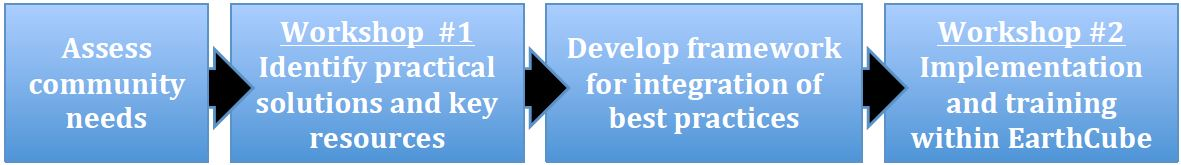 Assess
community
needs
Workshop #1
Identify practical
solutions and key
resources
Develop framework
for integration of
best practices
Workshop #2
Implementation
and training
within EarthCube